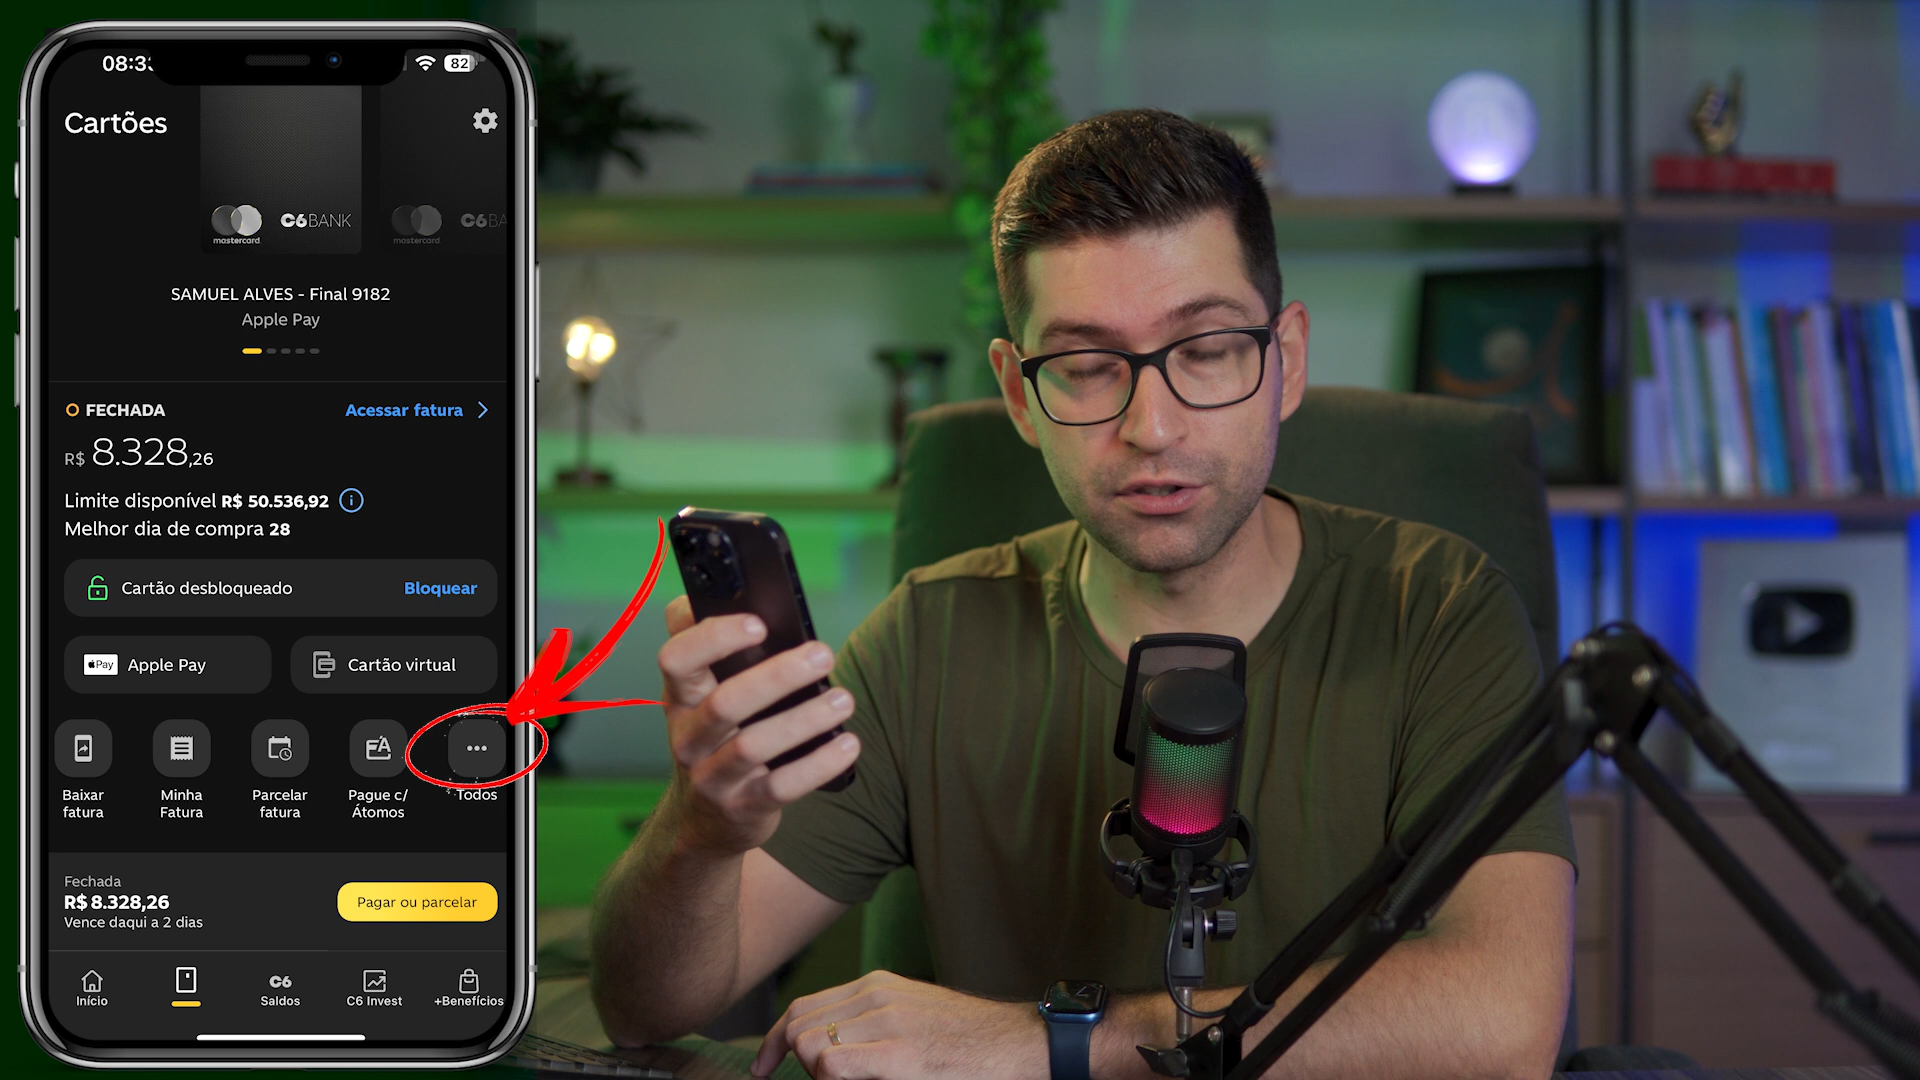 08:3
82
Cartões
mastercard
C6BANK
mastercard
C6BA
SAMUEL ALVES - Final 9182
Apple Pay
FECHADA
Acessar fatura
R$ 8.328,26
Limite disponível R$ 50.536,92
Melhor dia de compra 28
Cartão desbloqueado
Bloquear
Pay Apple Pay
Cartão virtual
Baixar fatura
Minha Fatura
Parcelar fatura
Pague c/ Átomos
Todos
Fechada
R$ 8.328,26
Vence daqui a 2 dias
Pagar ou parcelar
Início
C6
Saldos
C6 Invest
+Benefícios